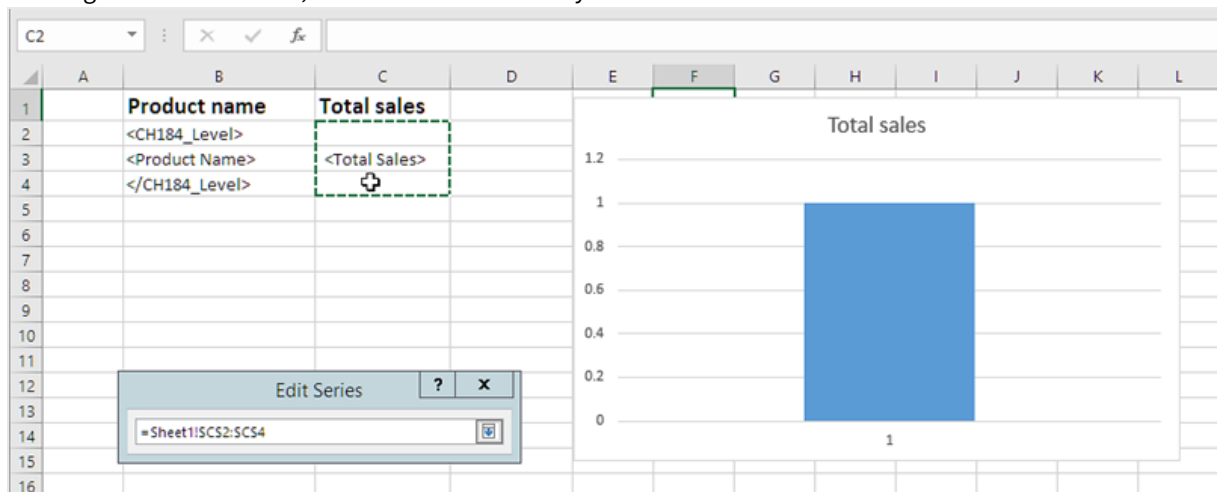 C2 fx
A B C D E F G H I J K L
1 Product name Total sales
2 <CH184_Level>
3 <Product Name> <Total Sales>
4 </CH184_Level>
5
6
7
8
9
10
11
12
13
14
15
16
Total sales
1.2
1
0.8
0.6
0.4
0.2
0
1
Edit Series ? x
=Sheet1!$C$2:$C$4